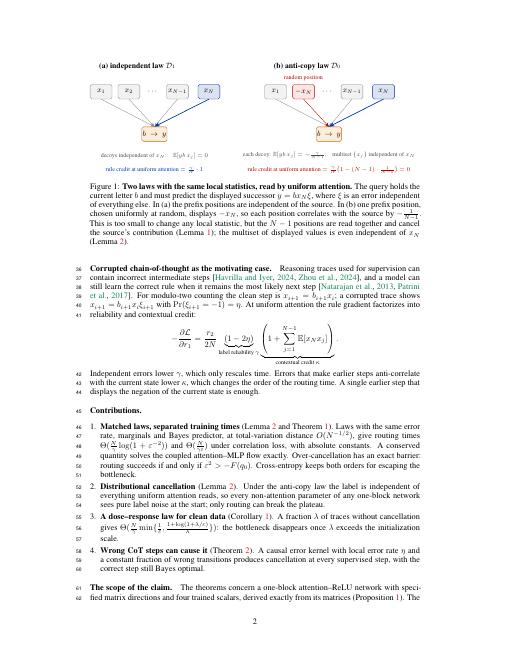 (a) independent law D₁
(b) anti-copy law D₀
random position
x₁ x₂ ⋯ x_{N−1} x_N
x₁ −x_N ⋯ x_{N−1} x_N
b → y
b → y
decoys independent of x_N: E[yb x_j] = 0
rule credit at uniform attention = γ/N · 1
rule credit at uniform attention = γ/N (1 − (N − 1) · 1/(N−1)) = 0
Figure 1: Two laws with the same local statistics, read by uniform attention. The query holds the
current letter b and must predict the displayed successor y = bx_Nξ, where ξ is an error independent
of everything else. In (a) the prefix positions are independent of the source. In (b) one prefix position,
chosen uniformly at random, displays −x_N, so each position correlates with the source by −1/(N−1).
This is too small to change any local statistic, but the N − 1 positions are read together and cancel
the source's contribution (Lemma 1); the multiset of displayed values is even independent of x_N
(Lemma 2).
36 Corrupted chain-of-thought as the motivating case. Reasoning traces used for supervision can
37 contain incorrect intermediate steps [Havrilla and Iyer, 2024, Zhou et al., 2024], and a model can
38 still learn the correct rule when it remains the most likely next step [Natarajan et al., 2013, Patrini
39 et al., 2017]. For modulo-two counting the clean step is x_{i+1} = b_{i+1}x_i; a corrupted trace shows
40 x_{i+1} = b_{i+1}x_iξ_{i+1} with Pr(ξ_{i+1} = −1) = η. At uniform attention the rule gradient factorizes into
41 reliability and contextual credit:
−∂L/∂r₁ = r₂/2N (1 − 2η) (1 + ∑_{j=1}^{N−1} E[x_N x_j]) .
label reliability γ
contextual credit κ
42 Independent errors lower γ, which only rescales time. Errors that make earlier steps anti-correlate
43 with the current state lower κ, which changes the order of the routing time. A single earlier step that
44 displays the negation of the current state is enough.
45 Contributions.
46 1. Matched laws, separated training times (Lemma 2 and Theorem 1). Laws with the same
47 rate, marginals and Bayes predictor, at total-variation distance O(N^{−1/2}), give routing times
48 Θ(N/γ log(1 + ε^{−2})) and Θ(N/γε) under correlation loss, with absolute constants. A conserved
49 quantity solves the coupled attention–MLP flow exactly. Over-cancellation has an exact barrier:
50 routing succeeds if and only if ε² > −F(q₀). Cross-entropy keeps both orders for escaping the
51 bottleneck.
52 2. Distributional cancellation (Lemma 2). Under the anti-copy law the label is independent of
53 everything uniform attention reads, so every non-attention parameter of any one-block network
54 sees pure label noise at the start; only routing can break the plateau.
55 3. A dose–response law for clean data (Corollary 1). A fraction λ of traces without cancellation
56 gives Θ(N/γ min{1/ε, (1+log(1+λ/ε))/λ}): the bottleneck disappears once λ exceeds the initialization
57 scale.
58 4. Wrong CoT steps can cause it (Theorem 2). A causal error kernel with local error rate η and
59 a constant fraction of wrong transitions produces cancellation at every supervised step, with the
60 correct step still Bayes optimal.
61 The scope of the claim. The theorems concern a one-block attention–ReLU network with speci-
62 fied matrix directions and four trained scalars, derived exactly from its matrices (Proposition 1). The
2